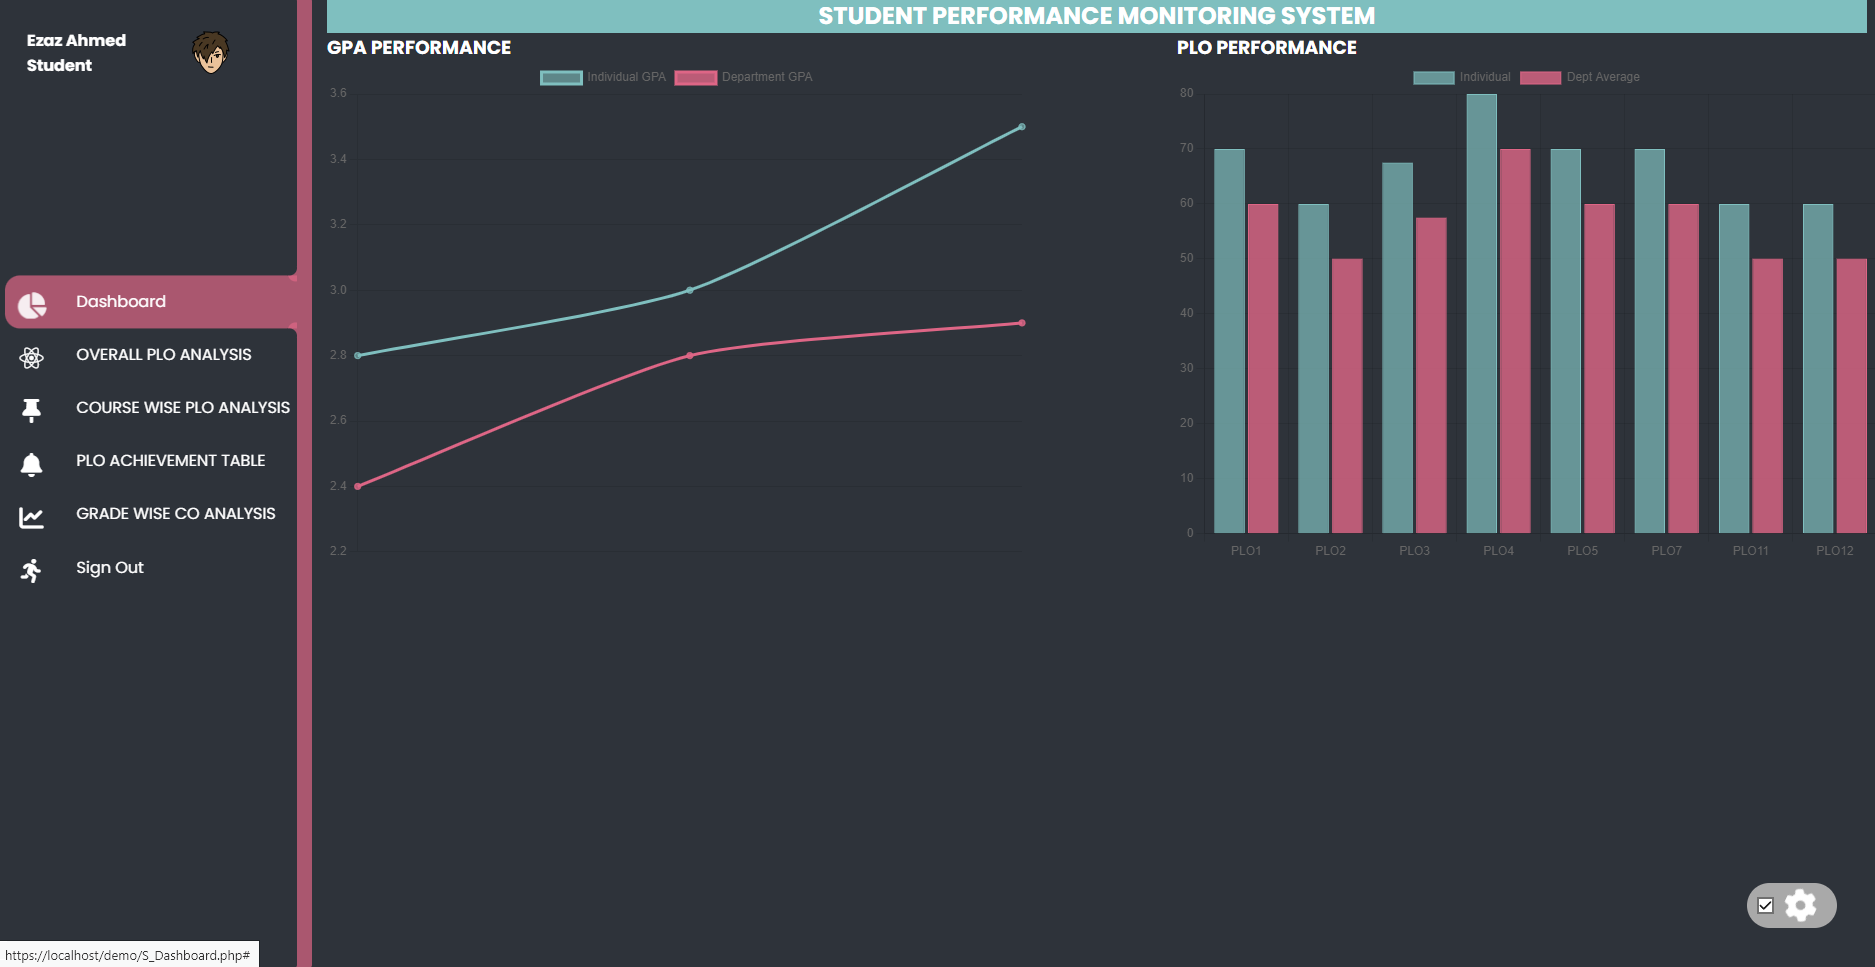 Ezaz Ahmed
Student
Dashboard
OVERALL PLO ANALYSIS
COURSE WISE PLO ANALYSIS
PLO ACHIEVEMENT TABLE
GRADE WISE CO ANALYSIS
Sign Out
STUDENT PERFORMANCE MONITORING SYSTEM
GPA PERFORMANCE
Individual GPA Department GPA
3.6
3.4
3.2
3.0
2.8
2.6
2.4
2.2
PLO PERFORMANCE
Individual Dept Average
80
70
60
50
40
30
20
10
0
PLO1 PLO2 PLO3 PLO4 PLO5 PLO7 PLO11 PLO12
https://localhost/demo/S_Dashboard.php#